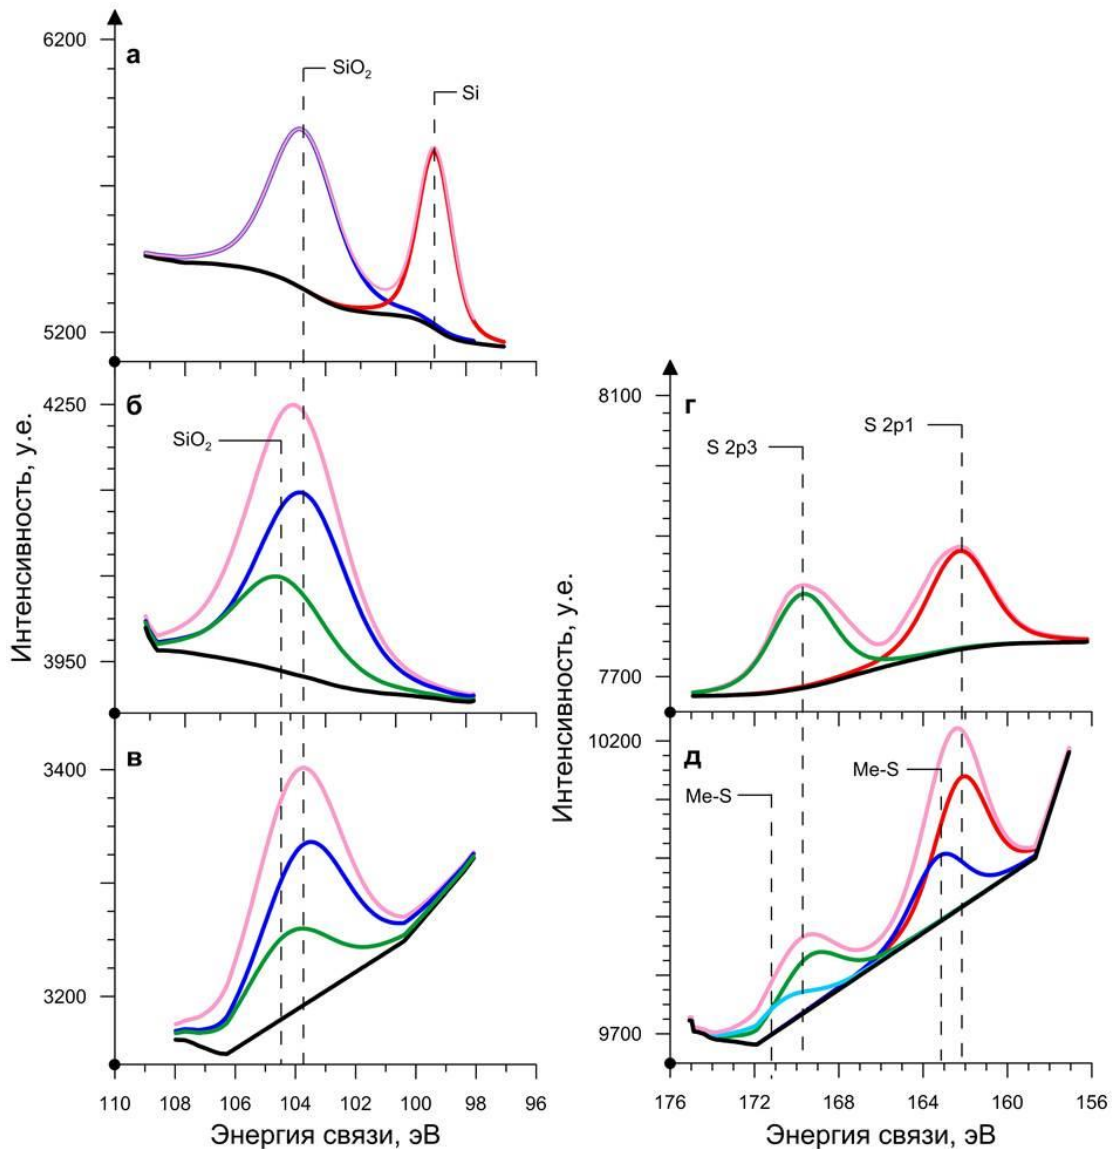 6200
а
SiO₂
Si
5200
4250
б
SiO₂
3950
3400
в
3200
110 108 106 104 102 100 98 96
Энергия связи, эВ
Интенсивность, у.е.
8100
г
S 2p3
S 2p1
7700
10200
д
Me-S
Me-S
9700
176 172 168 164 160 156
Энергия связи, эВ
Интенсивность, у.е.